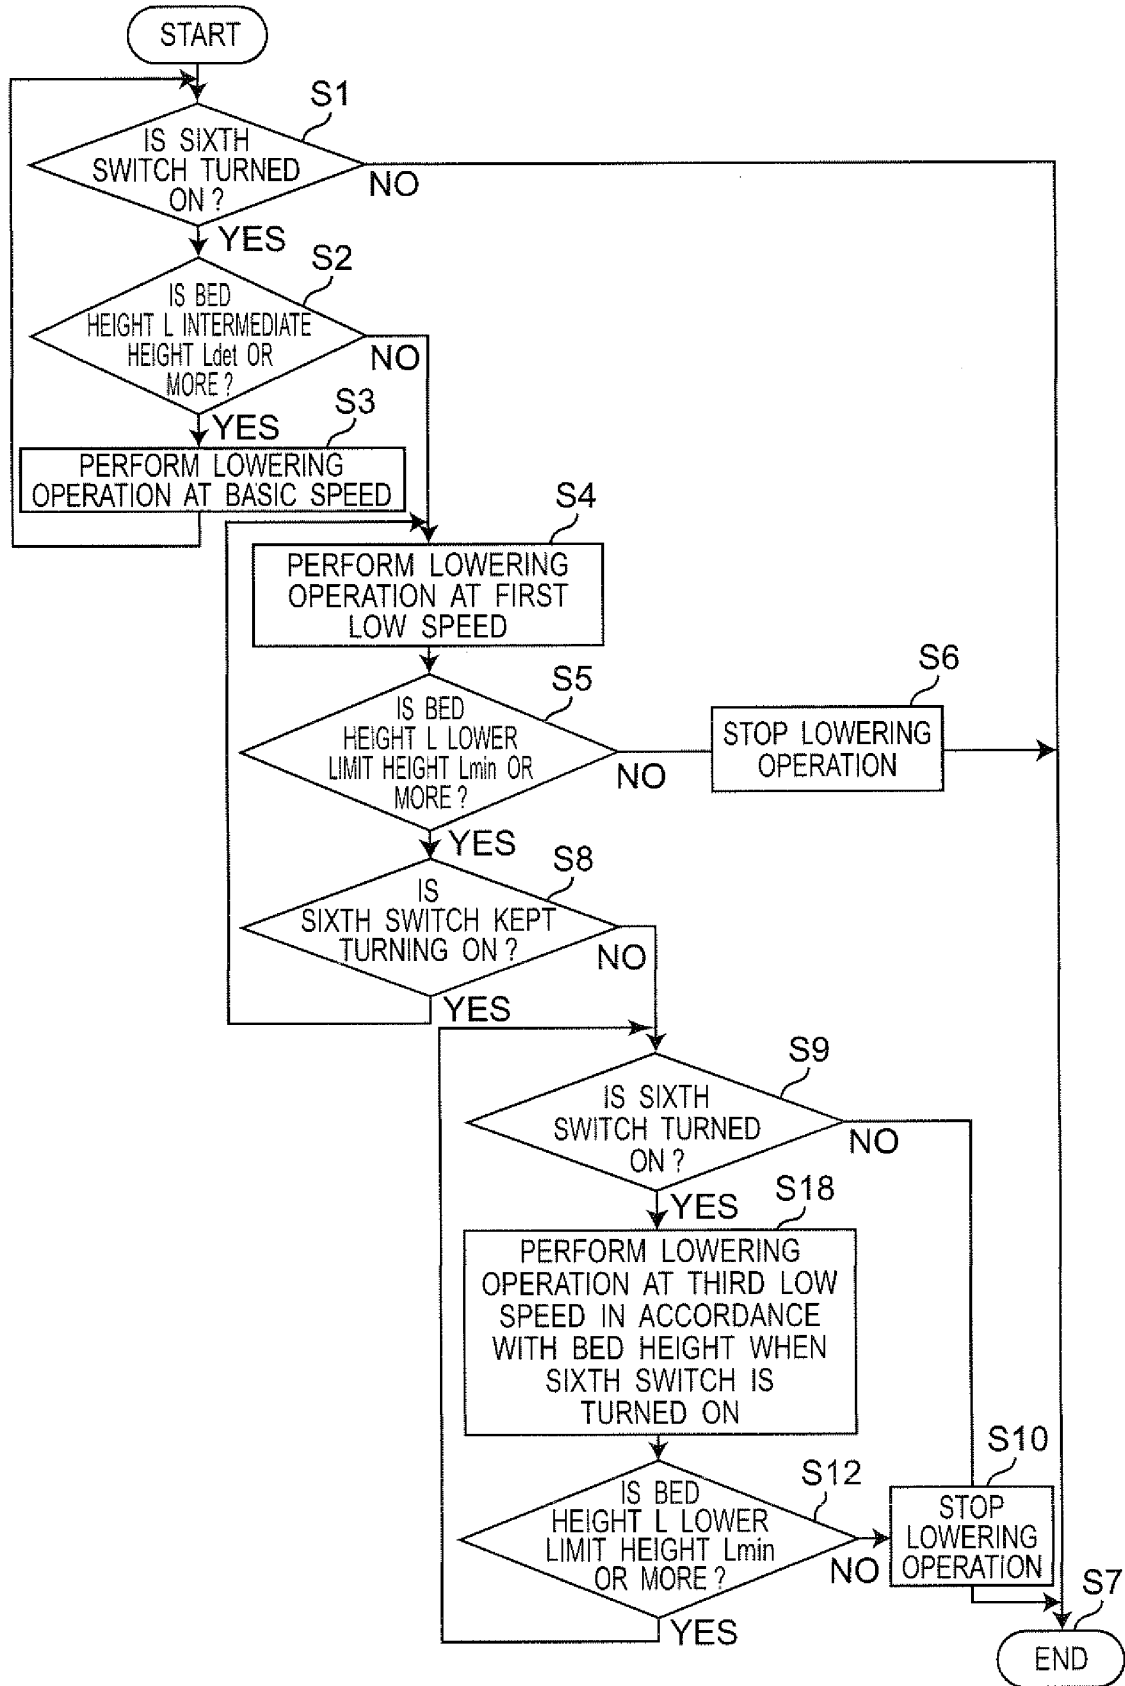 START
S1
IS SIXTH
SWITCH TURNED
ON?
NO
YES
S2
IS BED
HEIGHT L INTERMEDIATE
HEIGHT Ldet OR
MORE?
NO
YES
S3
PERFORM LOWERING
OPERATION AT BASIC SPEED
S4
PERFORM LOWERING
OPERATION AT FIRST
LOW SPEED
S5
IS BED
HEIGHT L LOWER
LIMIT HEIGHT Lmin OR
MORE?
NO
S6
STOP LOWERING
OPERATION
YES
S8
IS
SIXTH SWITCH KEPT
TURNING ON?
NO
YES
S9
IS SIXTH
SWITCH TURNED
ON?
NO
YES
S18
PERFORM LOWERING
OPERATION AT THIRD LOW
SPEED IN ACCORDANCE
WITH BED HEIGHT WHEN
SIXTH SWITCH IS
TURNED ON
S12
IS BED
HEIGHT L LOWER
LIMIT HEIGHT Lmin
OR MORE?
NO
YES
S10
STOP
LOWERING
OPERATION
S7
END